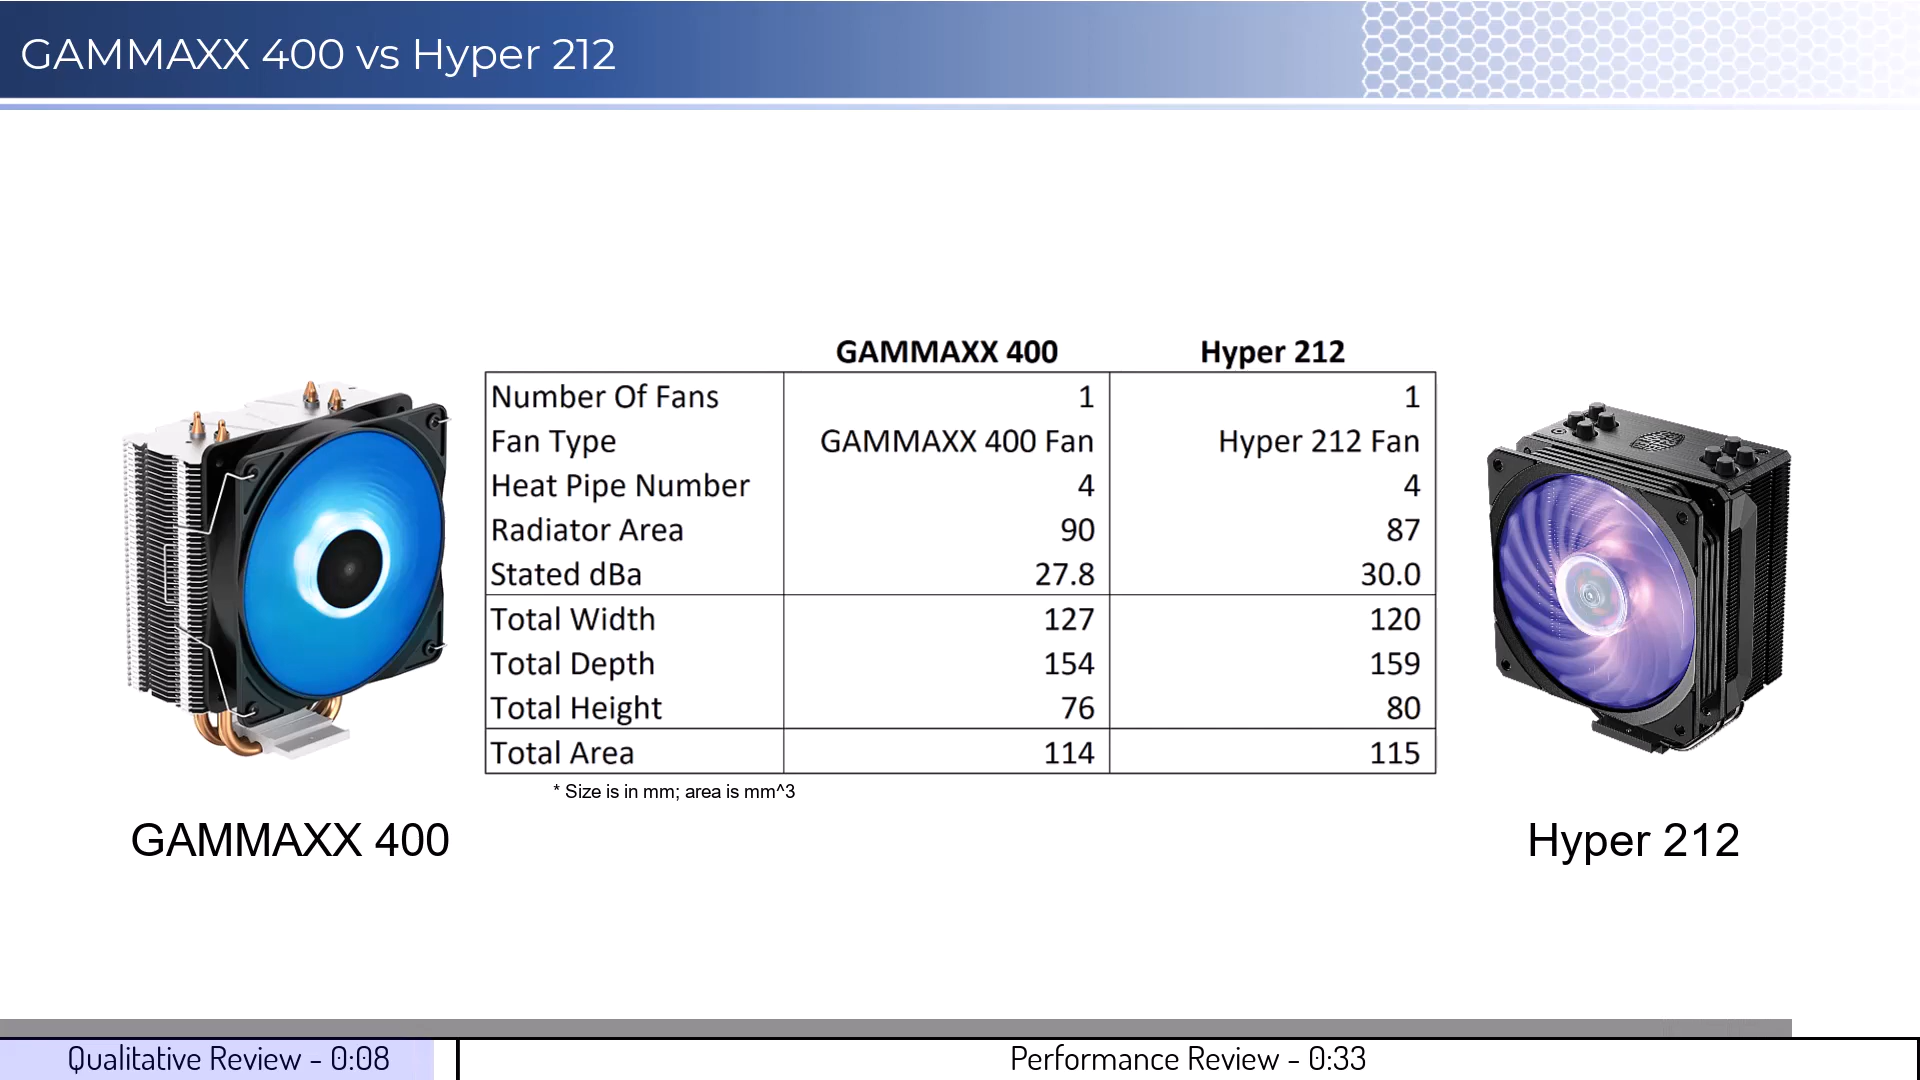 GAMMAXX 400 vs Hyper 212
GAMMAXX 400 Hyper 212
Number Of Fans 1 1
Fan Type GAMMAXX 400 Fan Hyper 212 Fan
Heat Pipe Number 4 4
Radiator Area 90 87
Stated dBa 27.8 30.0
Total Width 127 120
Total Depth 154 159
Total Height 76 80
Total Area 114 115
* Size is in mm; area is mm^3
GAMMAXX 400
Hyper 212
Qualitative Review - 0:08
Performance Review - 0:33